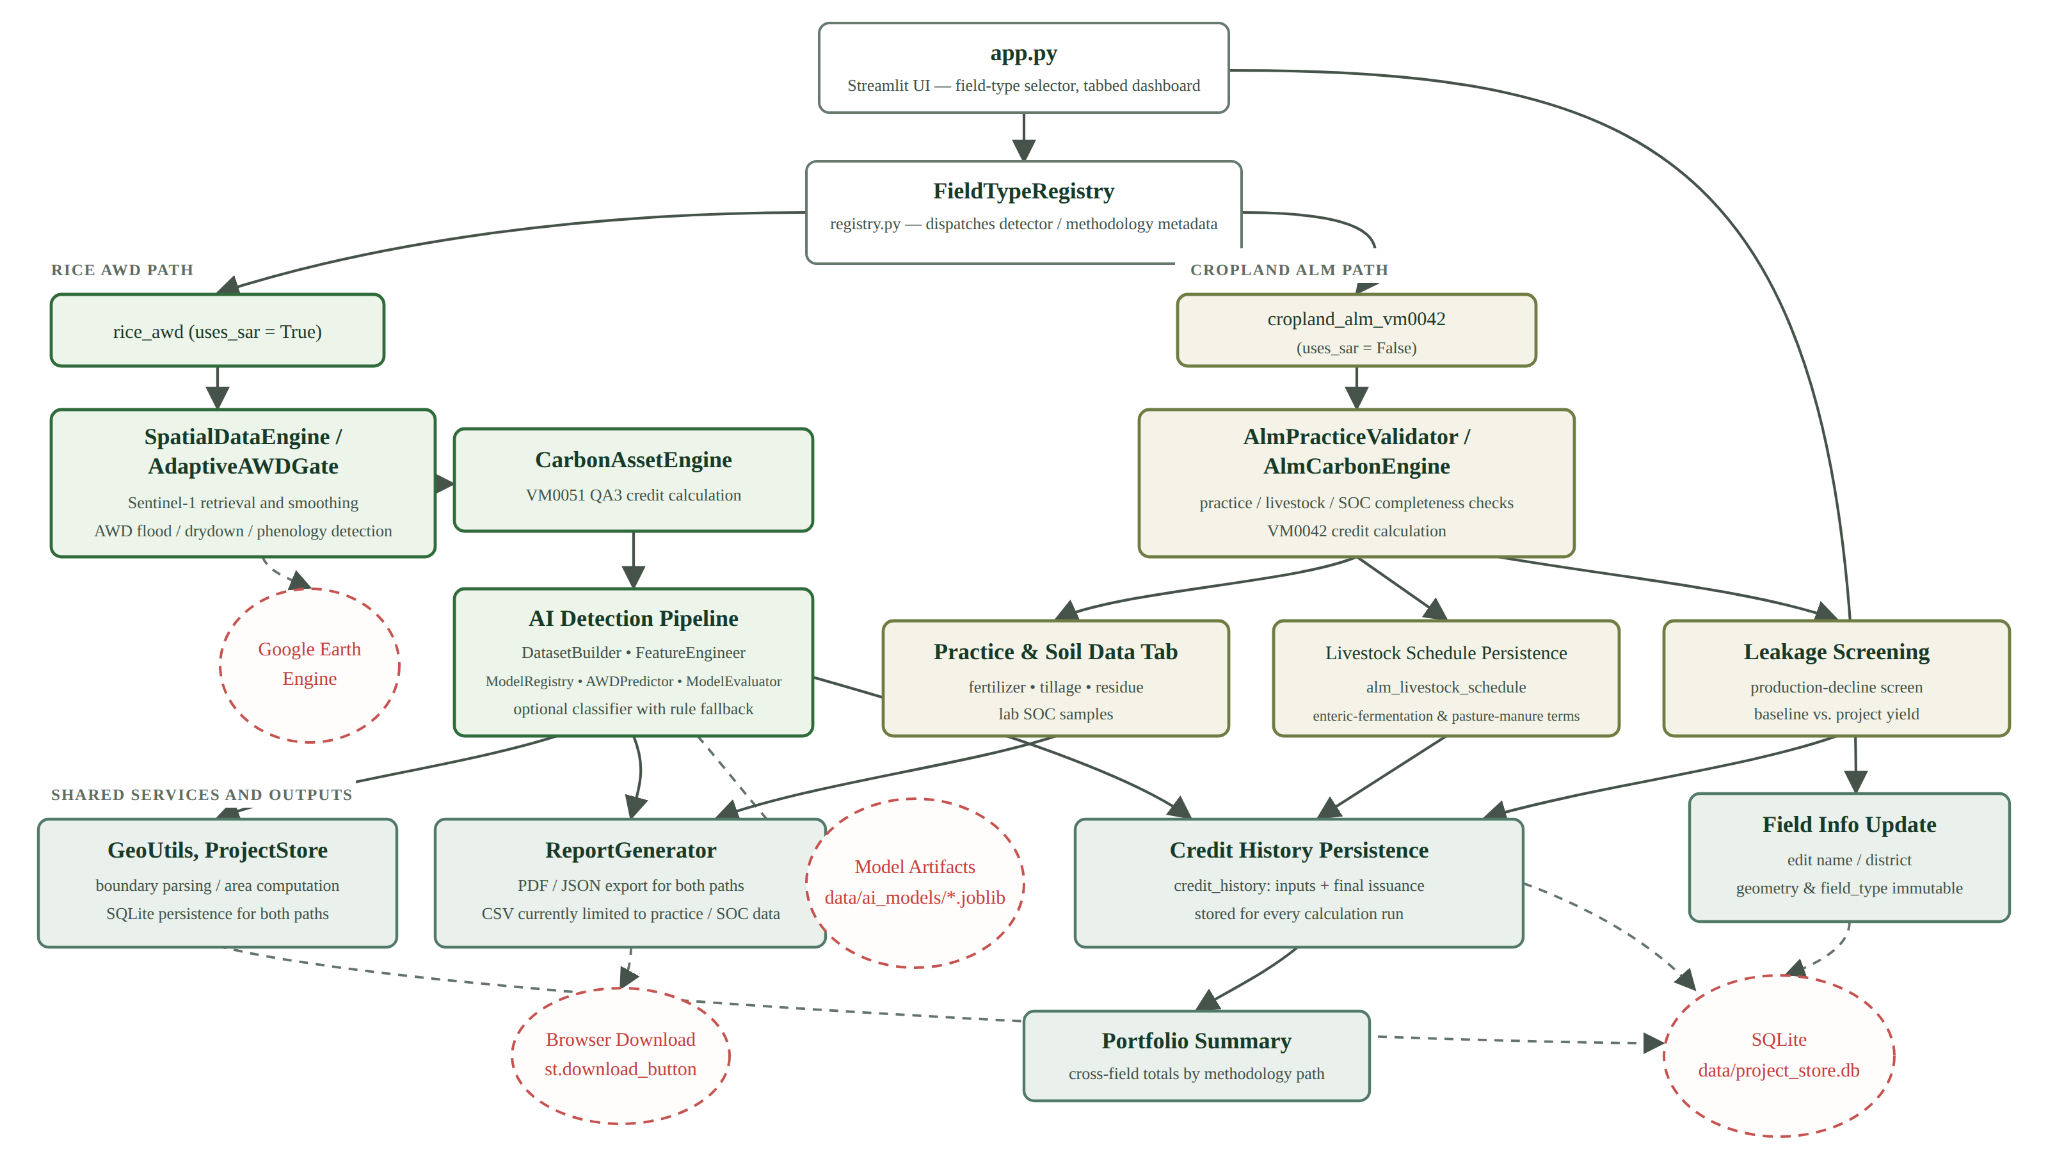 app.py
Streamlit UI — field-type selector, tabbed dashboard
FieldTypeRegistry
registry.py — dispatches detector / methodology metadata
RICE AWD PATH
CROPLAND ALM PATH
rice_awd (uses_sar = True)
cropland_alm_vm0042
(uses_sar = False)
SpatialDataEngine /
AdaptiveAWDGate
Sentinel-1 retrieval and smoothing
AWD flood / drydown / phenology detection
CarbonAssetEngine
VM0051 QA3 credit calculation
AlmPracticeValidator /
AlmCarbonEngine
practice / livestock / SOC completeness checks
VM0042 credit calculation
Google Earth
Engine
AI Detection Pipeline
DatasetBuilder • FeatureEngineer
ModelRegistry • AWDPredictor • ModelEvaluator
optional classifier with rule fallback
Practice & Soil Data Tab
fertilizer • tillage • residue
lab SOC samples
Livestock Schedule Persistence
alm_livestock_schedule
enteric-fermentation & pasture-manure terms
Leakage Screening
production-decline screen
baseline vs. project yield
SHARED SERVICES AND OUTPUTS
GeoUtils, ProjectStore
boundary parsing / area computation
SQLite persistence for both paths
ReportGenerator
PDF / JSON export for both paths
CSV currently limited to practice / SOC data
Model Artifacts
data/ai_models/*.joblib
Credit History Persistence
credit_history: inputs + final issuance
stored for every calculation run
Field Info Update
edit name / district
geometry & field_type immutable
Browser Download
st.download_button
Portfolio Summary
cross-field totals by methodology path
SQLite
data/project_store.db